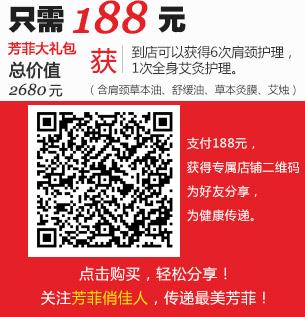 只需188元
芳菲大礼包
总价值
2680元
获
到店可以获得6次肩颈护理，
1次全身艾灸护理。
（含肩颈草本油、舒缓油、草本灸膜、艾烛）
支付188元，
获得专属店铺二维码
为好友分享，
为健康传递。
点击购买，轻松分享！
关注芳菲俏佳人，传递最美芳菲！